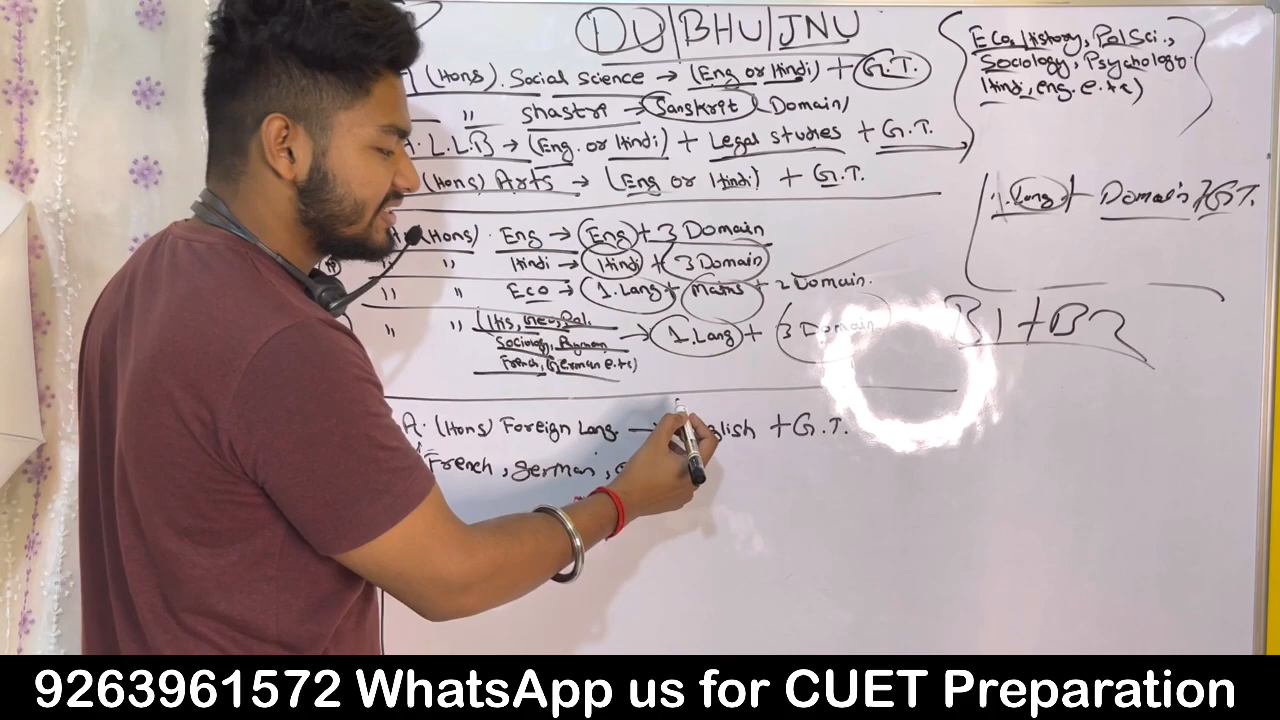 DU | BHU | JNU
(Hons). Social science → (Eng or Hindi) + G.T.
" shastri → Sanskrit (Domain)
A. L.L.B → (Eng. or Hindi) + Legal studies + G.T.
(Hons) Arts → (Eng or Hindi) + G.T.
(Hons) Eng → Eng + 3 Domain
" " Hindi → Hindi + 3 Domain
" " Eco → 1. Lang + Maths + 2 Domain.
" " (His, Geo, Pol. → 1. Lang + 3 Domain
Sociology,
French, German e.tc)
A. (Hons) Foreign Lang. → English + G.T.
French, german,
Eco, History, Pol Sci.,
Sociology, Psychology.
Hindi, eng. e.tc)
1. Lang + Domain + G.T.
B1 + B2
9263961572 WhatsApp us for CUET Preparation